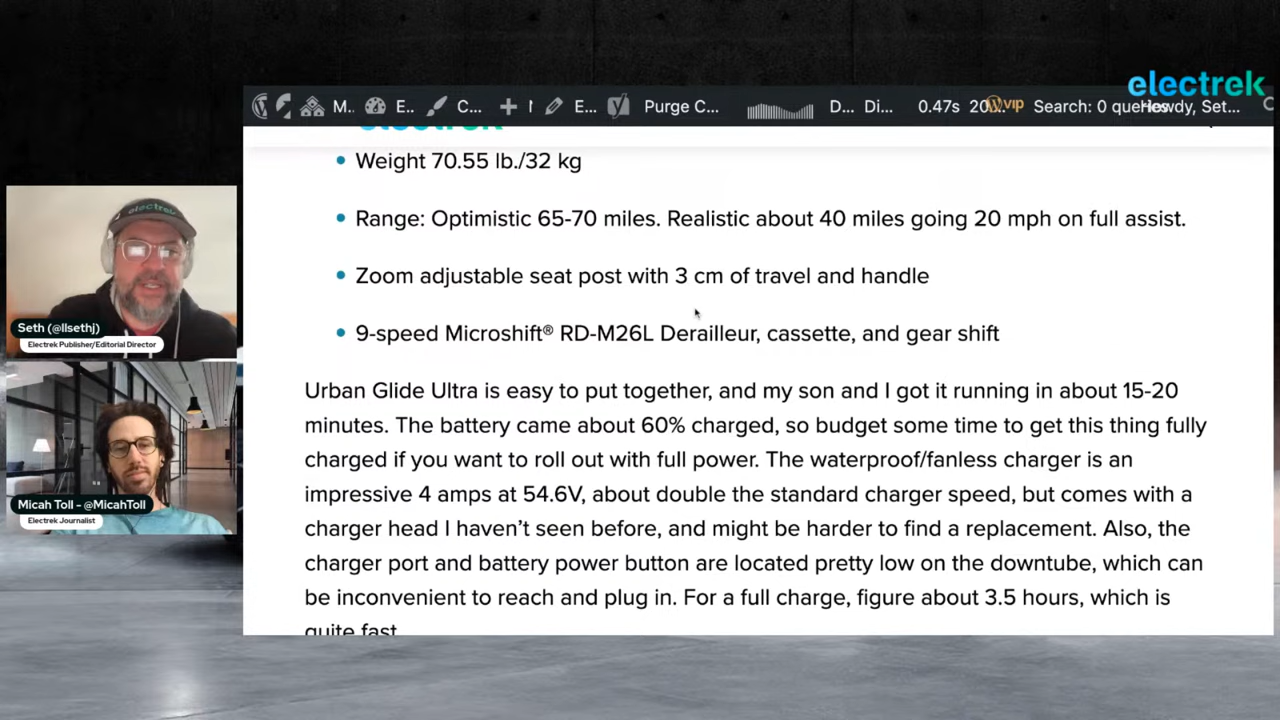 electrek
M.. E... C... E... Purge C... D... Di... 0.47s 20... vip Search: 0 queries Howdy, Set...
electrek
Weight 70.55 lb./32 kg
Range: Optimistic 65-70 miles. Realistic about 40 miles going 20 mph on full assist.
Zoom adjustable seat post with 3 cm of travel and handle
9-speed Microshift® RD-M26L Derailleur, cassette, and gear shift
Urban Glide Ultra is easy to put together, and my son and I got it running in about 15-20
minutes. The battery came about 60% charged, so budget some time to get this thing fully
charged if you want to roll out with full power. The waterproof/fanless charger is an
impressive 4 amps at 54.6V, about double the standard charger speed, but comes with a
charger head I haven't seen before, and might be harder to find a replacement. Also, the
charger port and battery power button are located pretty low on the downtube, which can
be inconvenient to reach and plug in. For a full charge, figure about 3.5 hours, which is
quite fast
electrek
Seth (@llsethj)
Electrek Publisher/Editorial Director
Micah Toll - @MicahToll
Electrek Journalist